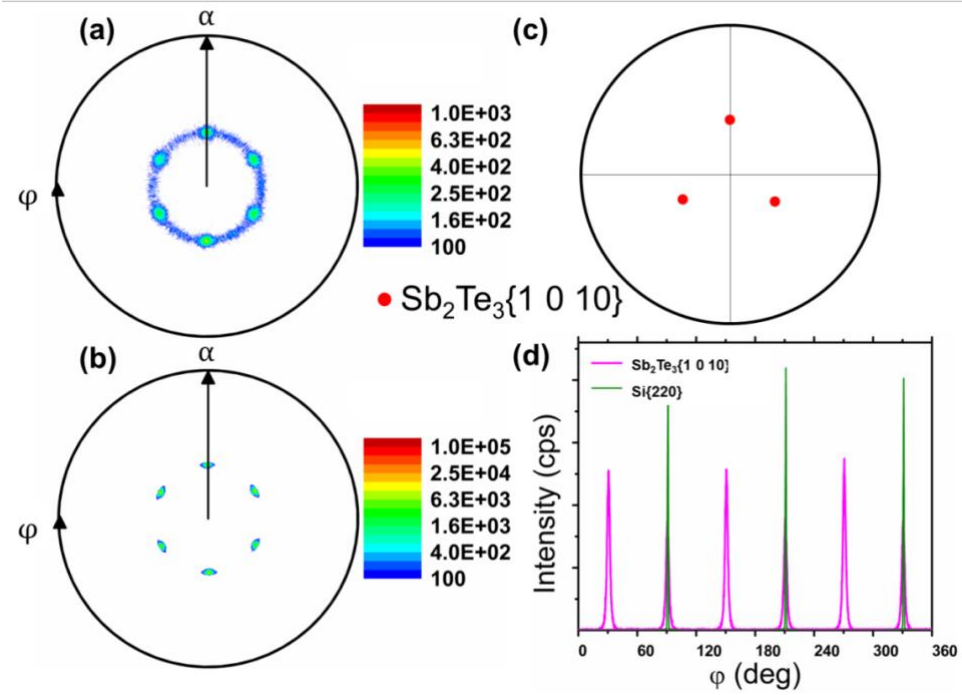 (a)
α
φ
1.0E+03
6.3E+02
4.0E+02
2.5E+02
1.6E+02
100
(c)
Sb₂Te₃{1 0 10}
(b)
α
φ
1.0E+05
2.5E+04
6.3E+03
1.6E+03
4.0E+02
100
(d)
Sb₂Te₃{1 0 10]
Si{220}
Intensity (cps)
0 60 120 180 240 300 360
φ (deg)